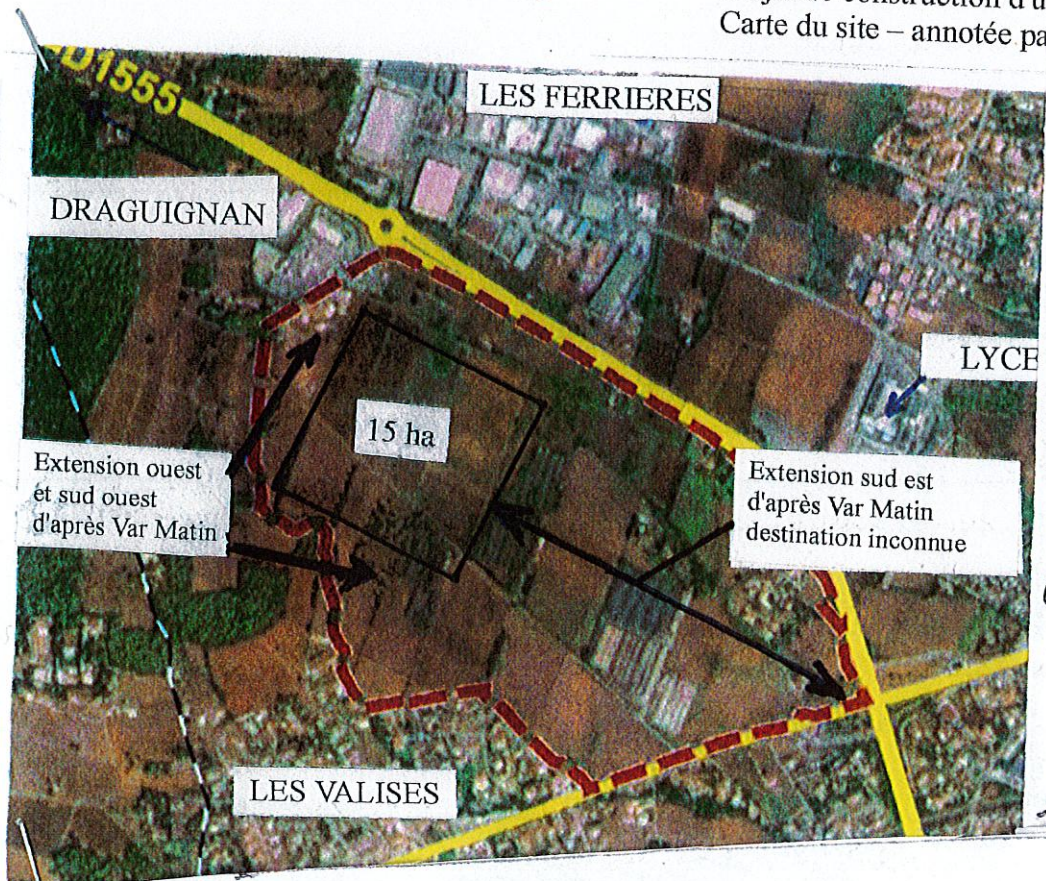 construction d'u
Carte du site – annotée pa
D1555
LES FERRIERES
DRAGUIGNAN
LYCE
15 ha
Extension ouest
et sud ouest
d'après Var Matin
Extension sud est
d'après Var Matin
destination inconnue
LES VALISES